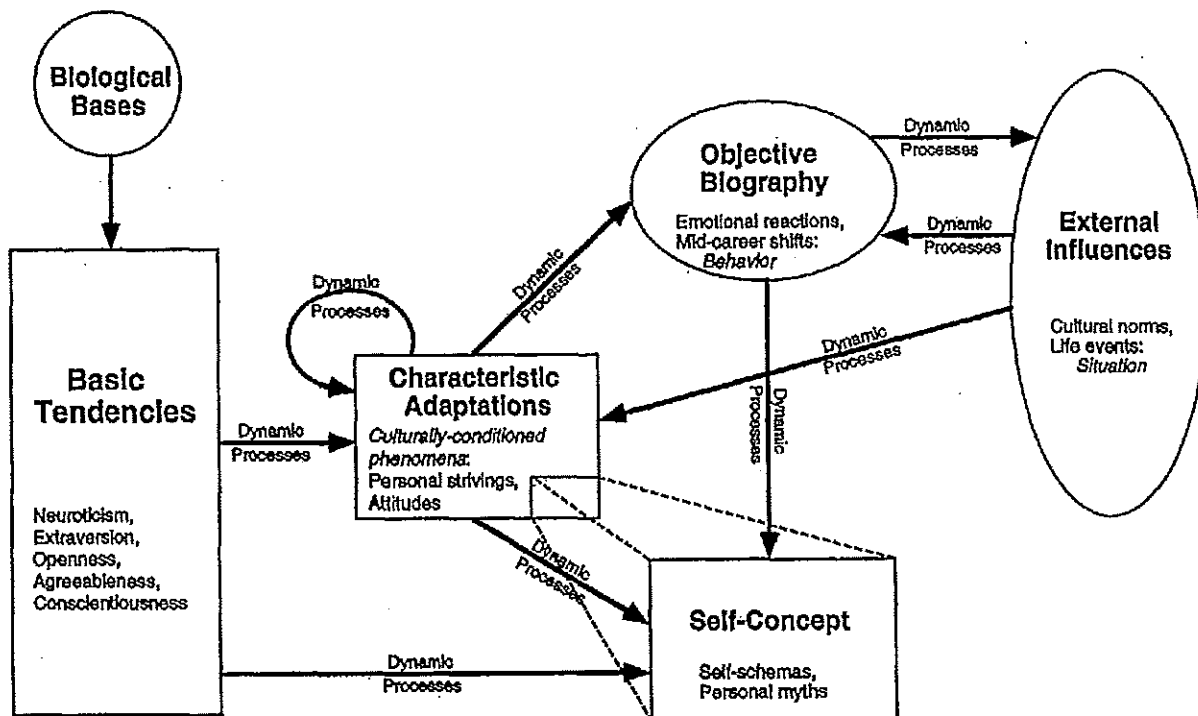 Biological
Bases
Basic
Tendencies
Neuroticism,
Extraversion,
Openness,
Agreeableness,
Conscientiousness
Dynamic
Processes
Dynamic
Processes
Characteristic
Adaptations
Culturally-conditioned
phenomena:
Personal strivings,
Attitudes
Dynamic
Processes
Objective
Biography
Emotional reactions,
Mid-career shifts:
Behavior
Dynamic
Processes
Dynamic
Processes
External
Influences
Cultural norms,
Life events:
Situation
Dynamic
Processes
Dynamic
Processes
Dynamic
Processes
Dynamic
Processes
Self-Concept
Self-schemas,
Personal myths